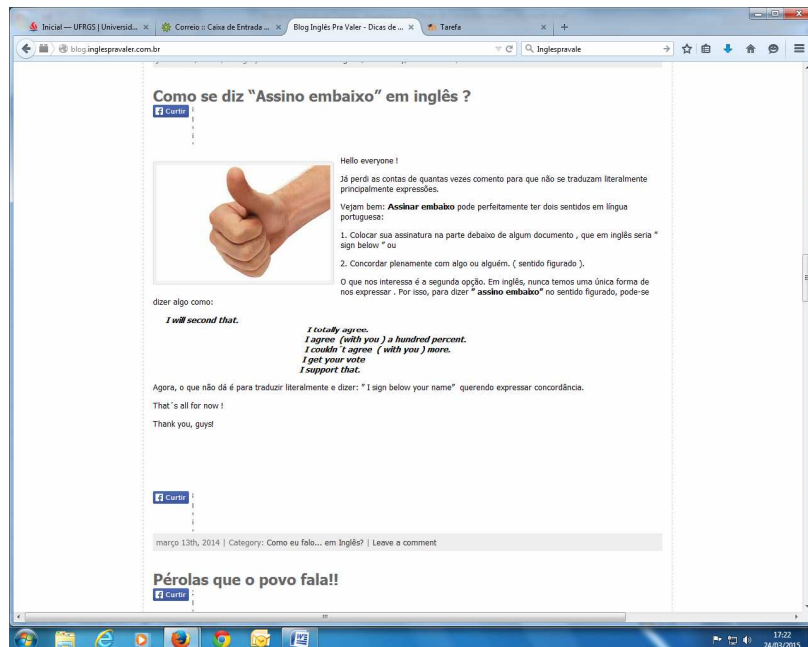 Inicial — UFRGS | Universid...
Correio :: Caixa de Entrada ...
Blog Inglês Pra Valer - Dicas de ...
Tarefa
blog.inglespravaler.com.br
Inglespravale
Como se diz “Assino embaixo” em inglês ?
Curtir
Hello everyone !
Já perdi as contas de quantas vezes comento para que não se traduzam literalmente
principalmente expressões.
Vejam bem: Assinar embaixo pode perfeitamente ter dois sentidos em língua
portuguesa:
1. Colocar sua assinatura na parte debaixo de algum documento , que em inglês seria “
sign below ” ou
2. Concordar plenamente com algo ou alguém. ( sentido figurado ).
O que nos interessa é a segunda opção. Em inglês, nunca temos uma única forma de
nos expressar . Por isso, para dizer ” assino embaixo” no sentido figurado, pode-se
dizer algo como:
I will second that.
I totally agree.
I agree (with you ) a hundred percent.
I couldn´t agree ( with you ) more.
I get your vote
I support that.
Agora, o que não dá é para traduzir literalmente e dizer: ” I sign below your name” querendo expressar concordância.
That´s all for now !
Thank you, guys!
Curtir
março 13th, 2014 | Category: Como eu falo... em Inglês? | Leave a comment
Pérolas que o povo fala!!
Curtir
17:22
24/03/2015